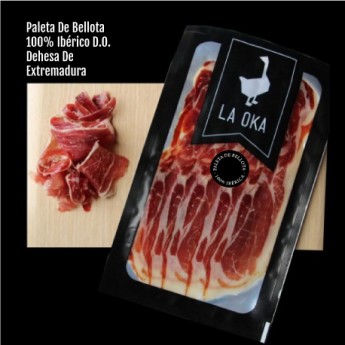 Paleta De Bellota
100% Ibérico D.O.
Dehesa De
Extremadura
LA OKA
PALETA DE BELLOTA
100% IBÉRICA